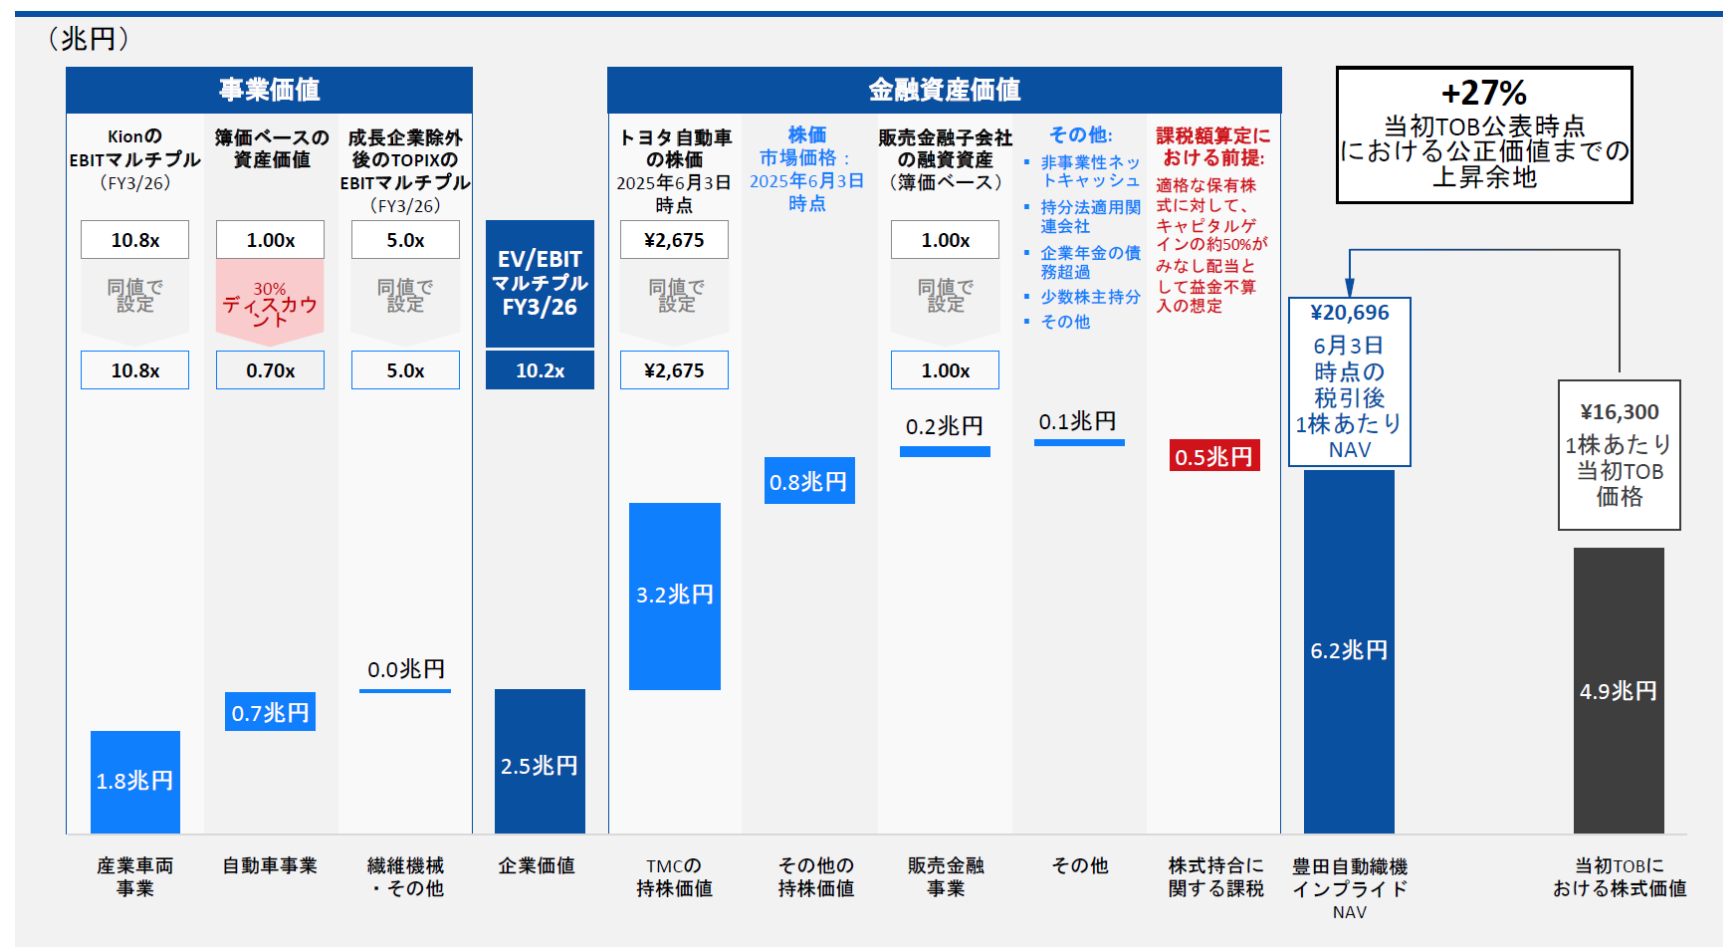 （兆円）
事業価値
金融資産価値
+27%
当初TOB公表時点
における公正価値までの
上昇余地
Kionの
EBITマルチプル
（FY3/26）
簿価ベースの
資産価値
成長企業除外
後のTOPIXの
EBITマルチプル
（FY3/26）
トヨタ自動車
の株価
2025年6月3日
時点
株価
市場価格：
2025年6月3日
時点
販売金融子会社
の融資資産
（簿価ベース）
その他:
▪ 非事業性ネッ
トキャッシュ
▪ 持分法適用関
連会社
▪ 企業年金の債
務超過
▪ 少数株主持分
▪ その他
課税額算定に
おける前提:
適格な保有株
式に対して、
キャピタルゲ
インの約50%が
みなし配当と
して益金不算
入の想定
10.8x
1.00x
5.0x
EV/EBIT
マルチプル
FY3/26
¥2,675
1.00x
同値で
設定
30%
ディスカウ
ント
同値で
設定
同値で
設定
同値で
設定
10.8x
0.70x
5.0x
10.2x
¥2,675
1.00x
¥20,696
6月3日
時点の
税引後
1株あたり
NAV
¥16,300
1株あたり
当初TOB
価格
1.8兆円
0.7兆円
0.0兆円
2.5兆円
3.2兆円
0.8兆円
0.2兆円
0.1兆円
0.5兆円
6.2兆円
4.9兆円
産業車両
事業
自動車事業
繊維機械
・その他
企業価値
TMCの
持株価値
その他の
持株価値
販売金融
事業
その他
株式持合に
関する課税
豊田自動織機
インプライド
NAV
当初TOBに
おける株式価値